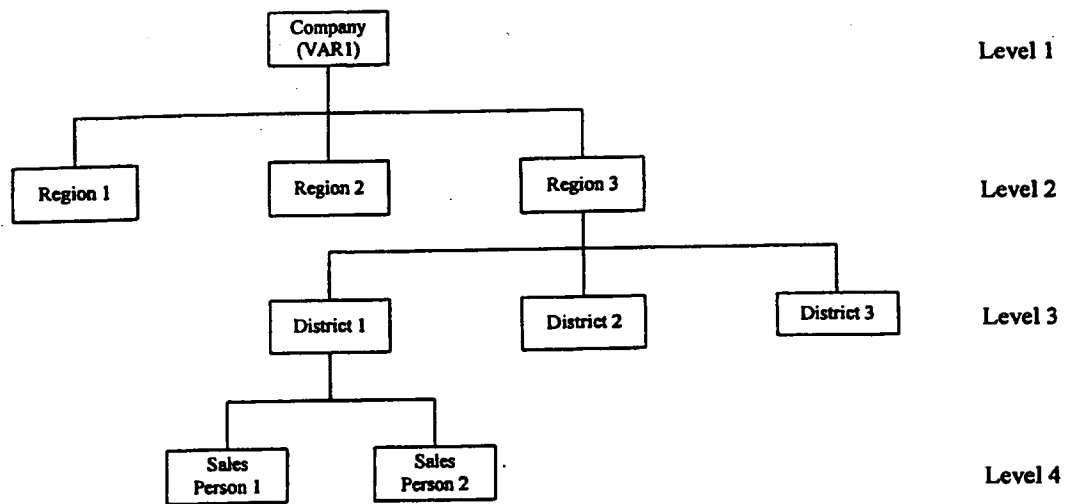 Company
(VAR1)
Level 1
Region 1
Region 2
Region 3
Level 2
District 1
District 2
District 3
Level 3
Sales
Person 1
Sales
Person 2
Level 4